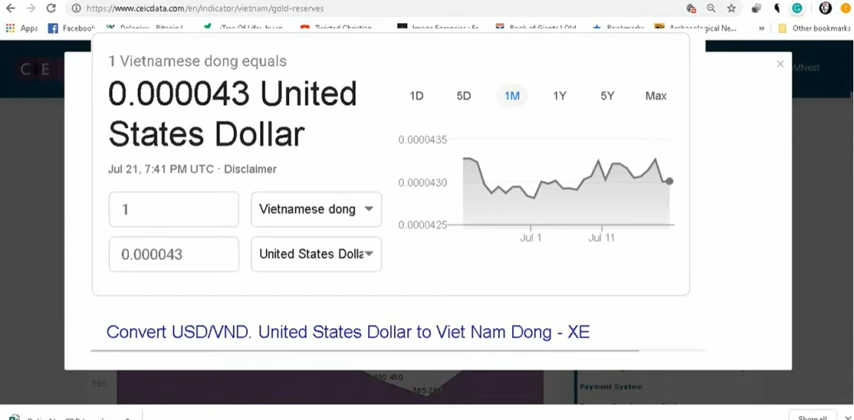 https://www.ceicdata.com/en/indicator/vietnam/gold-reserves
Apps
Other bookmarks
1 Vietnamese dong equals
0.000043 United
States Dollar
Jul 21, 7:41 PM UTC · Disclaimer
1 Vietnamese dong
0.000043 United States Dolla
1D 5D 1M 1Y 5Y Max
0.0000435
0.0000430
0.0000425
Jul 1 Jul 11
Convert USD/VND. United States Dollar to Viet Nam Dong - XE
Payment System
Show all